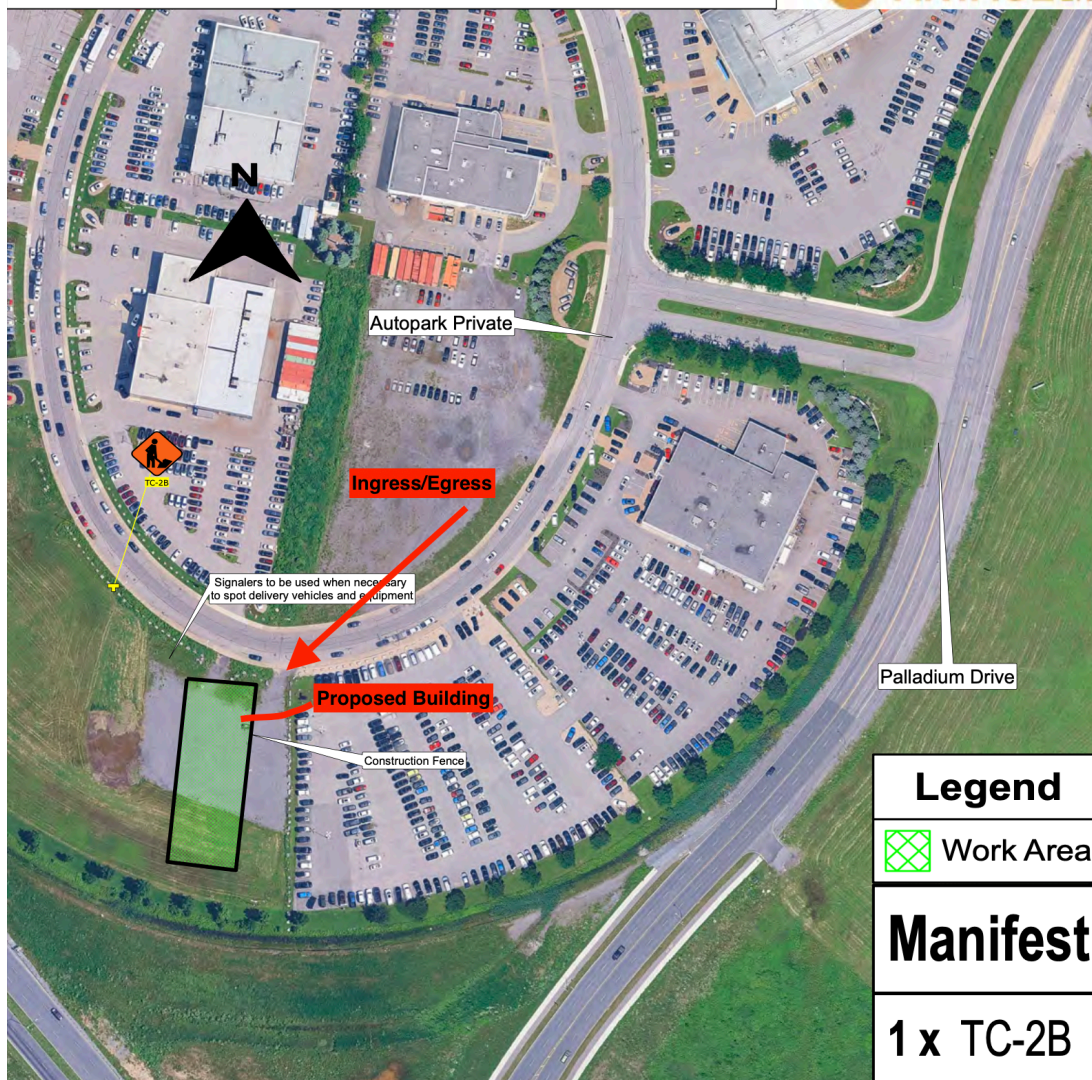 N
Autopark Private
Ingress/Egress
TC-2B
Signalers to be used when necessary
to spot delivery vehicles and equipment
Palladium Drive
Proposed Building
Construction Fence
Legend
Work Area
Manifest
1 x TC-2B